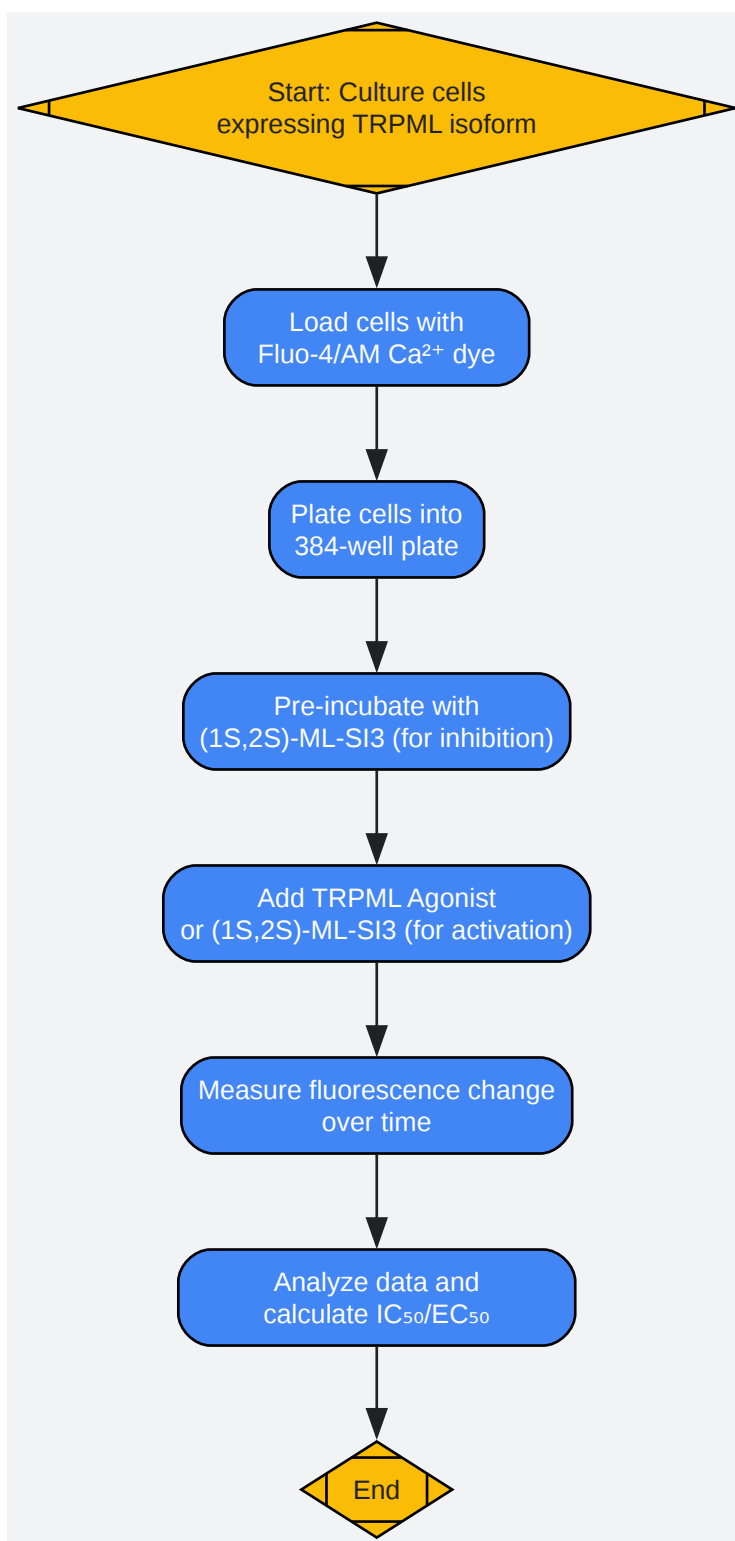 Start: Culture cells
expressing TRPML isoform
Load cells with
Fluo-4/AM Ca²⁺ dye
Plate cells into
384-well plate
Pre-incubate with
(1S,2S)-ML-SI3 (for inhibition)
Add TRPML Agonist
or (1S,2S)-ML-SI3 (for activation)
Measure fluorescence change
over time
Analyze data and
calculate IC₅₀/EC₅₀
End